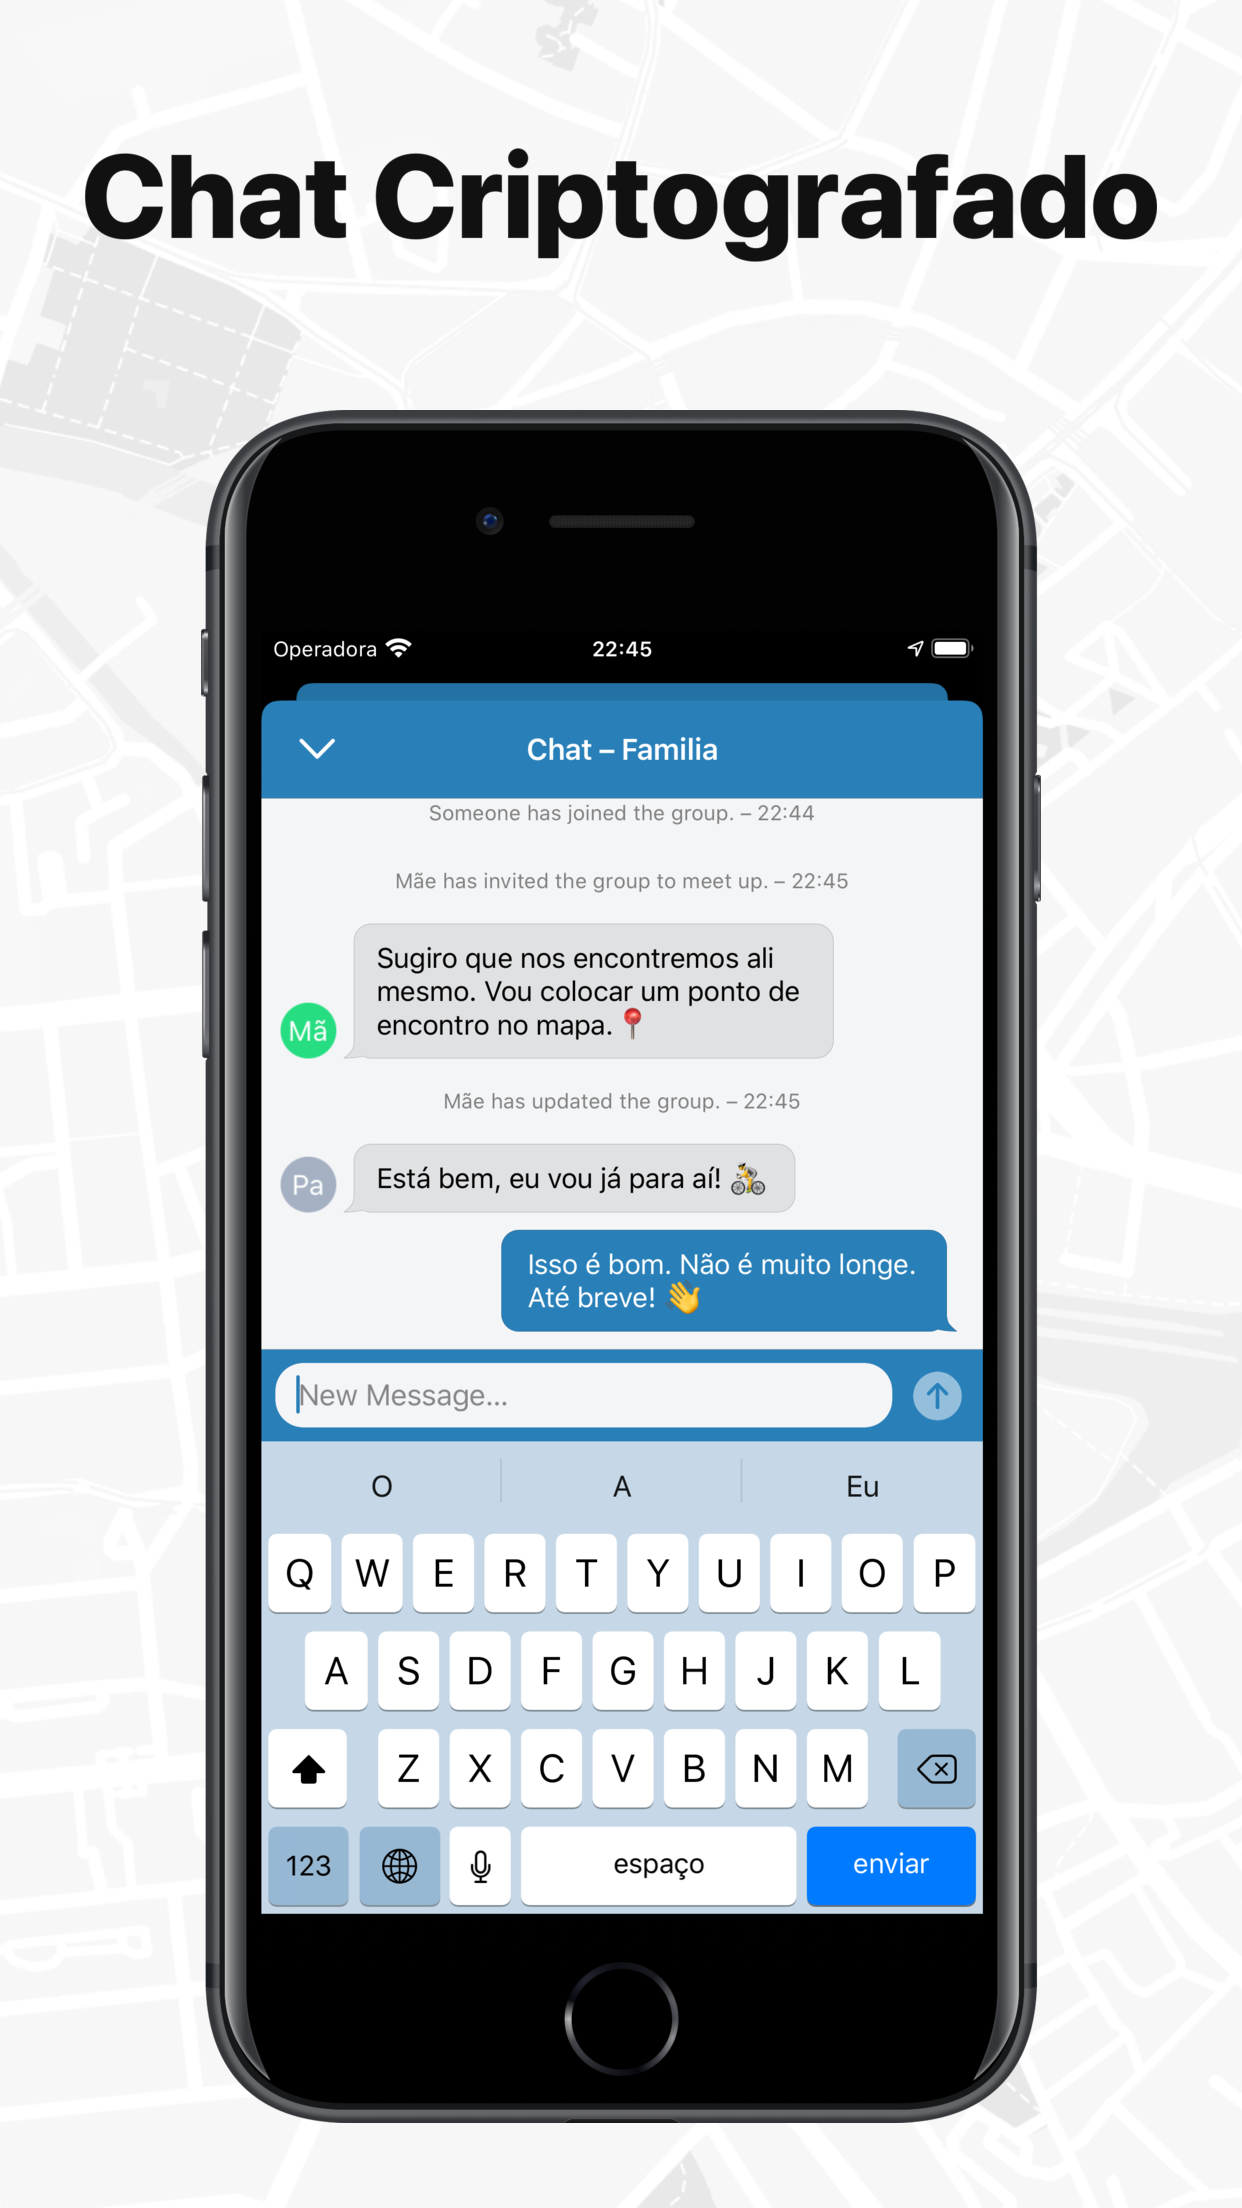 Chat Criptografado
Operadora 22:45
Chat – Familia
Someone has joined the group. – 22:44
Mãe has invited the group to meet up. – 22:45
Sugiro que nos encontremos ali
mesmo. Vou colocar um ponto de
encontro no mapa. 📍
Mã
Mãe has updated the group. – 22:45
Pa
Está bem, eu vou já para aí! 🚴
Isso é bom. Não é muito longe.
Até breve! 👋
New Message...
O A Eu
Q W E R T Y U I O P
A S D F G H J K L
Z X C V B N M
123 espaço enviar